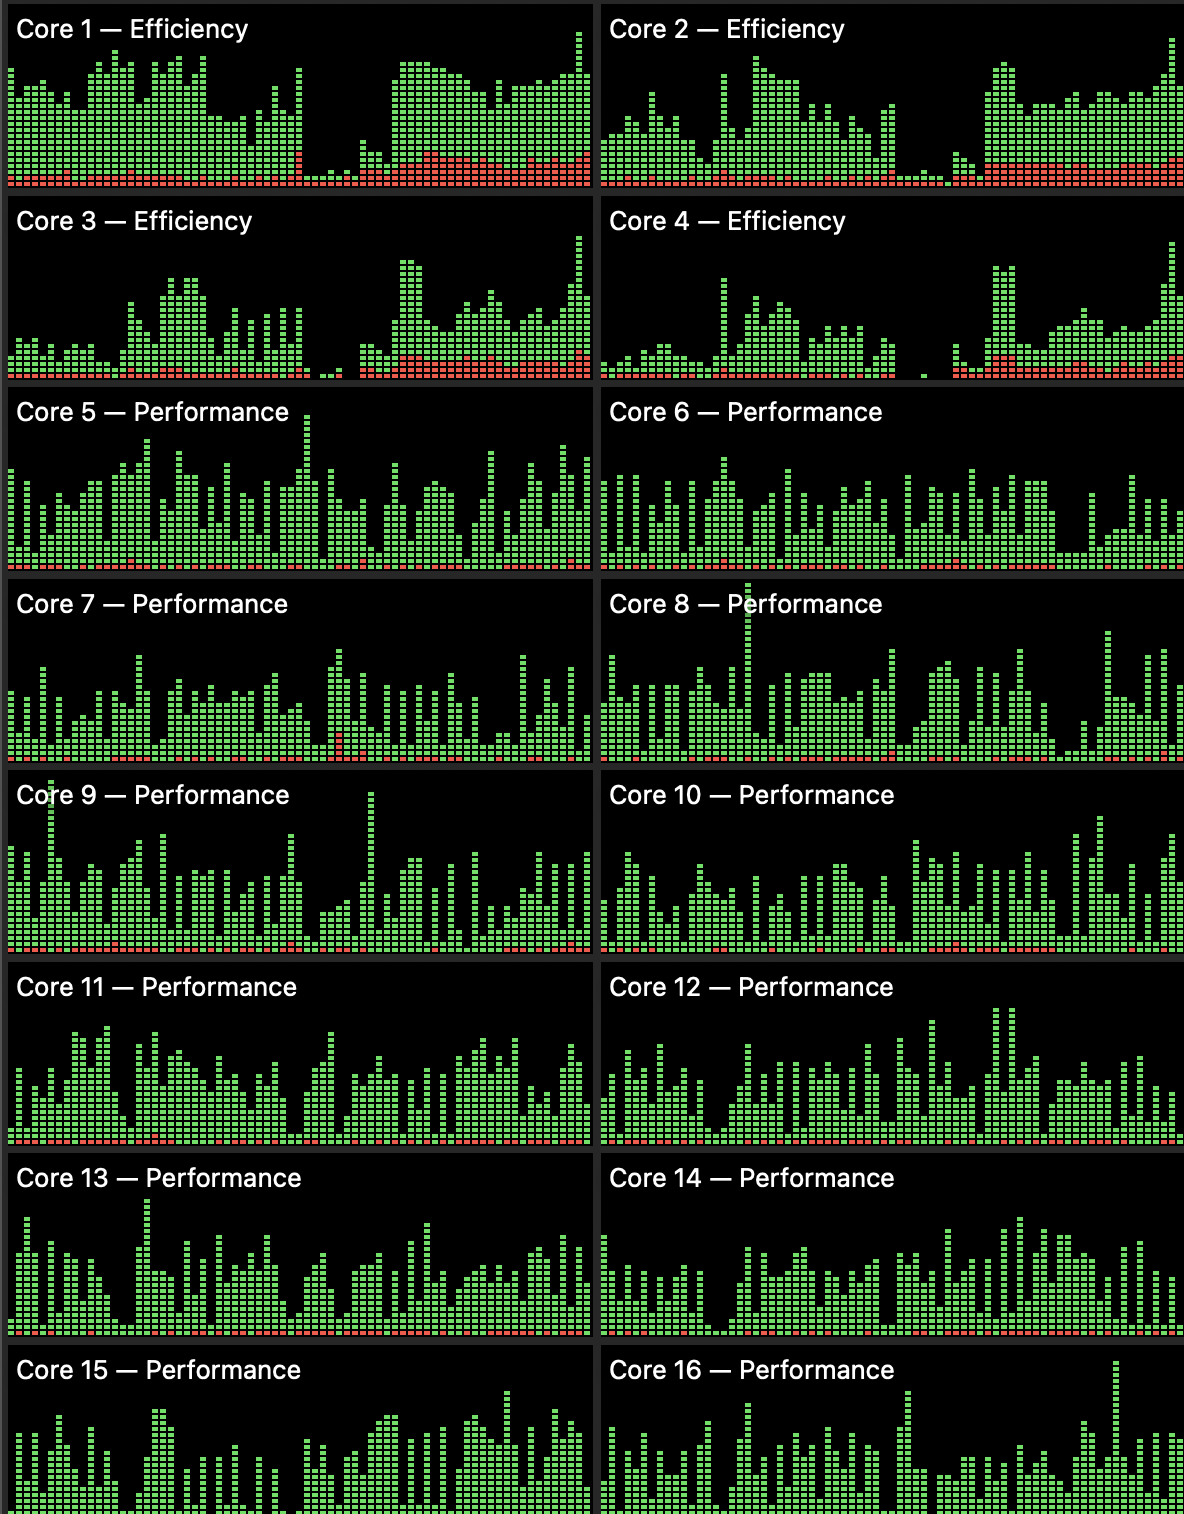 Core 1 — Efficiency
Core 2 — Efficiency
Core 3 — Efficiency
Core 4 — Efficiency
Core 5 — Performance
Core 6 — Performance
Core 7 — Performance
Core 8 — Performance
Core 9 — Performance
Core 10 — Performance
Core 11 — Performance
Core 12 — Performance
Core 13 — Performance
Core 14 — Performance
Core 15 — Performance
Core 16 — Performance